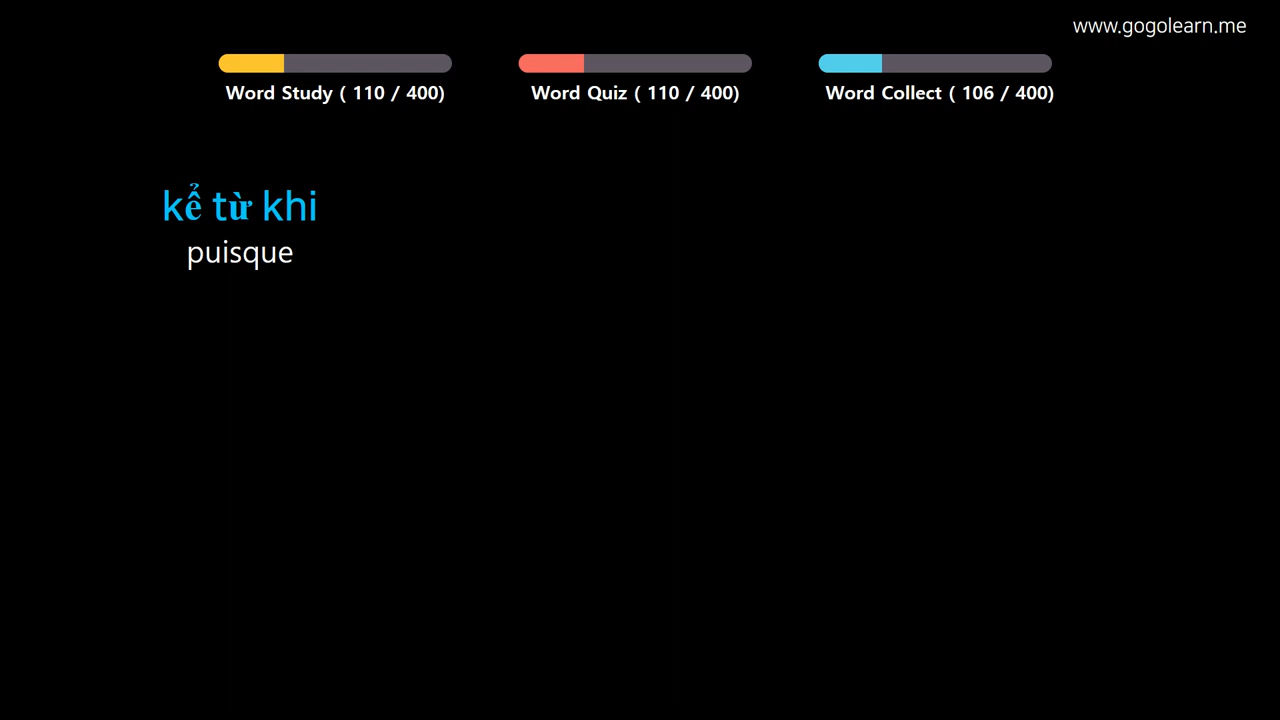 www.gogolearn.me
Word Study ( 110 / 400)
Word Quiz ( 110 / 400)
Word Collect ( 106 / 400)
kể từ khi
puisque